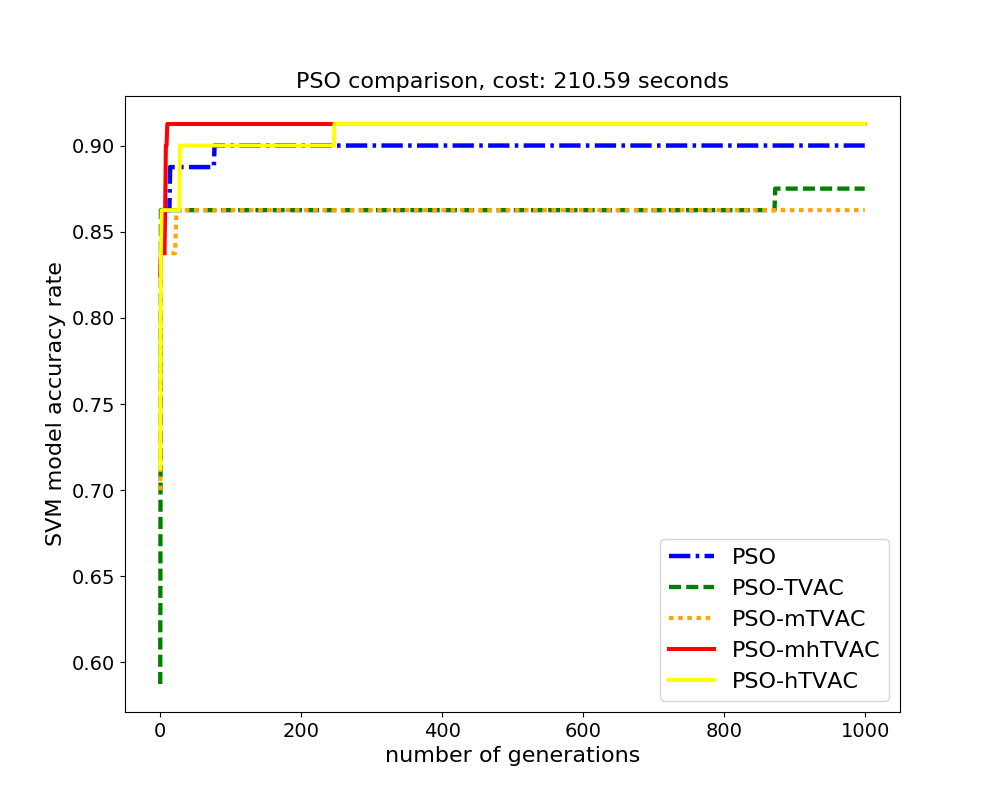 PSO comparison, cost: 210.59 seconds
SVM model accuracy rate
0.90
0.85
0.80
0.75
0.70
0.65
0.60
0 200 400 600 800 1000
number of generations
PSO
PSO-TVAC
PSO-mTVAC
PSO-mhTVAC
PSO-hTVAC